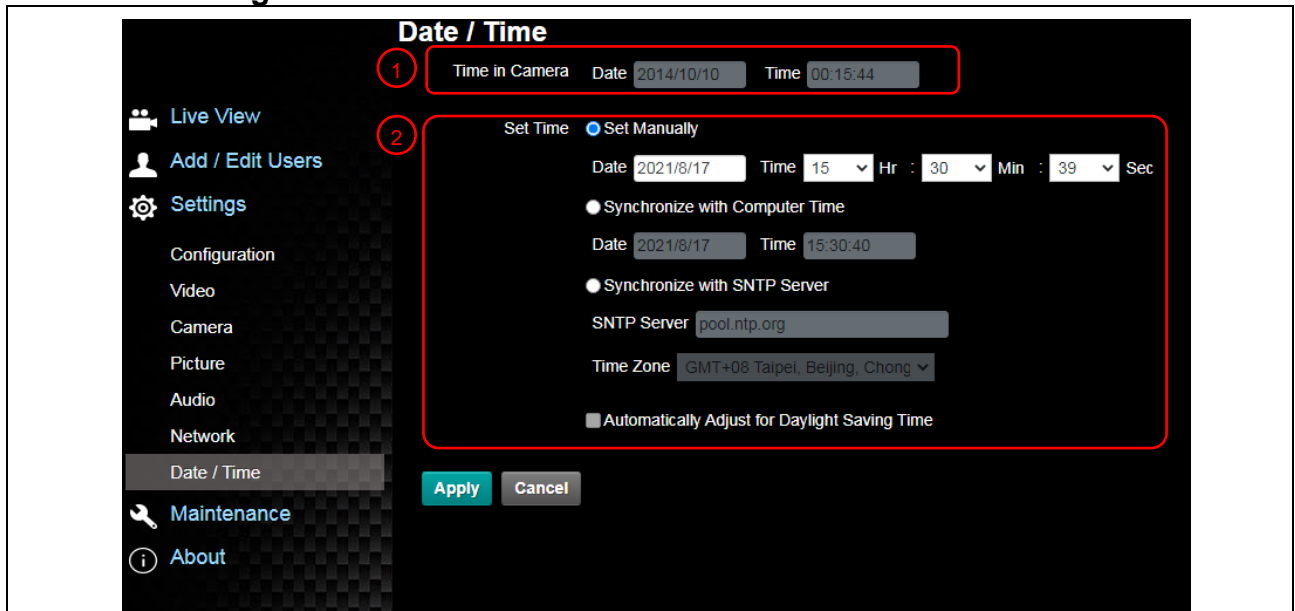 Date / Time
1 Time in Camera Date 2014/10/10 Time 00:15:44
Live View
Add / Edit Users
Settings
Configuration
Video
Camera
Picture
Audio
Network
Date / Time
Maintenance
About
2 Set Time Set Manually
Date 2021/8/17 Time 15 Hr : 30 Min : 39 Sec
Synchronize with Computer Time
Date 2021/8/17 Time 15:30:40
Synchronize with SNTP Server
SNTP Server pool.ntp.org
Time Zone GMT+08 Taipei, Beijing, Chong
Automatically Adjust for Daylight Saving Time
Apply Cancel